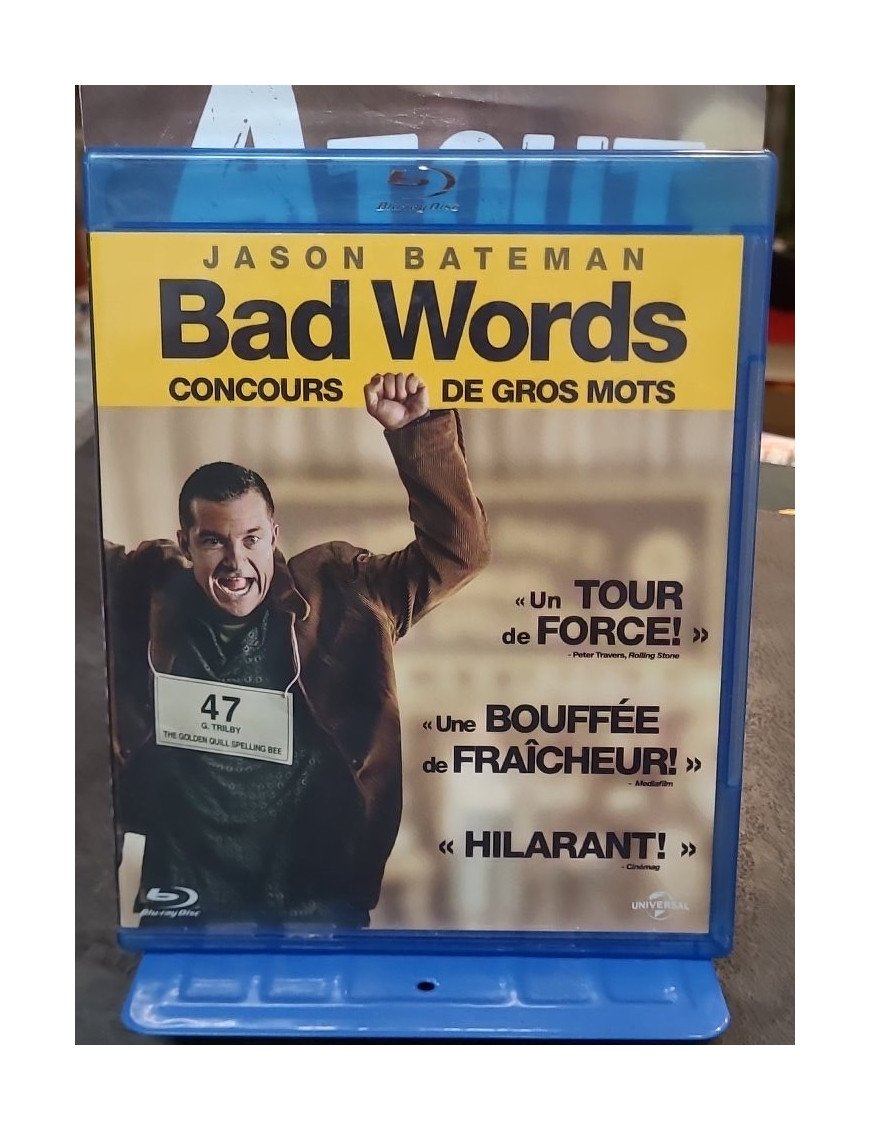 ATOUT
Blu-ray Disc
JASON BATEMAN
Bad Words
CONCOURS DE GROS MOTS
« Un TOUR
de FORCE! »
- Peter Travers, Rolling Stone
47
G. TRILBY
THE GOLDEN QUILL SPELLING BEE
« Une BOUFFÉE
de FRAÎCHEUR! »
- Mediafilm
« HILARANT! »
- Cinémag
Blu-ray Disc
UNIVERSAL